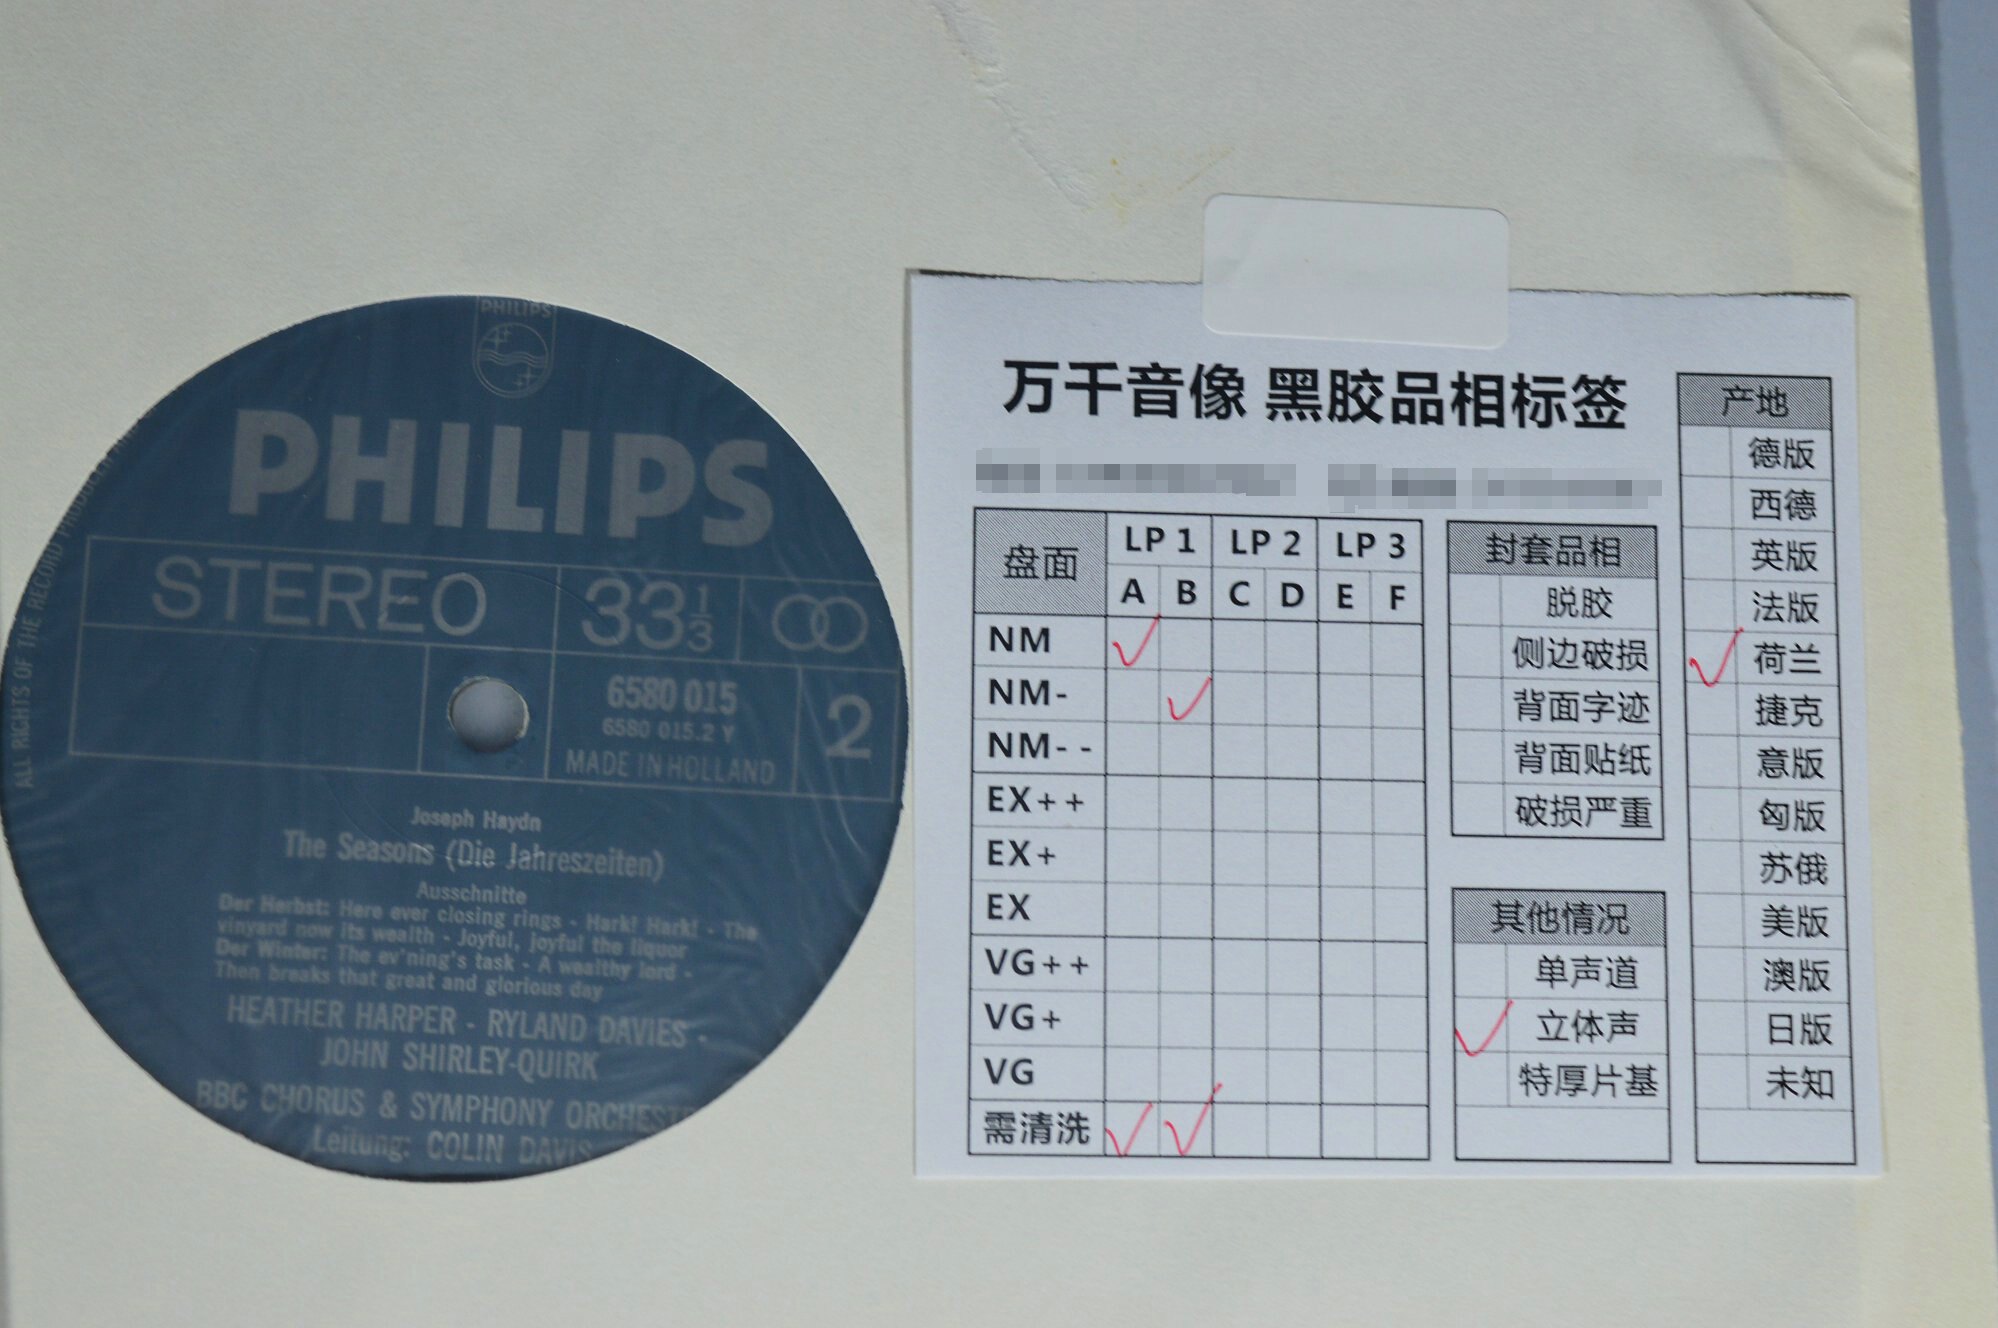 PHILIPS
PHILIPS
STEREO
33 1/3
6580 015
6580 015.2 Y
MADE IN HOLLAND
2
ALL RIGHTS OF THE RECORD PRODUCER
Joseph Haydn
The Seasons (Die Jahreszeiten)
Ausschnitte
Der Herbst: Here ever closing rings - Hark! Hark! - The
vinyard now its wealth - Joyful, joyful the liquor
Der Winter: The ev'ning's task - A wealthy lord -
Then breaks that great and glorious day
HEATHER HARPER - RYLAND DAVIES -
JOHN SHIRLEY-QUIRK
BBC CHORUS & SYMPHONY ORCHEST
Leitung: COLIN DAVIS
万千音像 黑胶品相标签
盘面 LP 1 LP 2 LP 3
A B C D E F
NM
NM-
NM--
EX++
EX+
EX
VG++
VG+
VG
需清洗
封套品相
脱胶
侧边破损
背面字迹
背面贴纸
破损严重
其他情况
单声道
立体声
特厚片基
产地
德版
西德
英版
法版
荷兰
捷克
意版
匈版
苏俄
美版
澳版
日版
未知